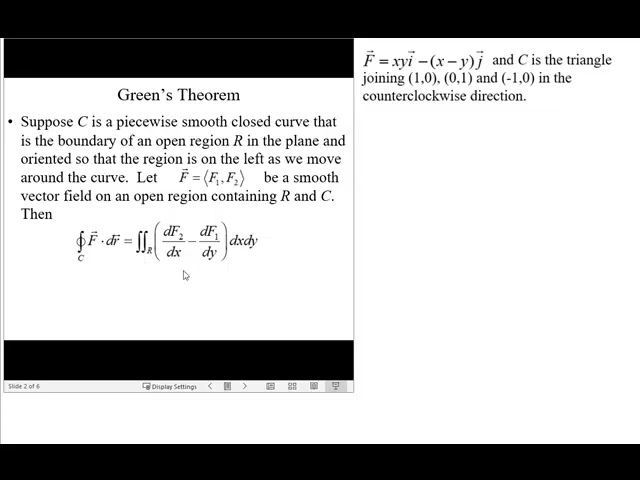 Green's Theorem
• Suppose C is a piecewise smooth closed curve that
is the boundary of an open region R in the plane and
oriented so that the region is on the left as we move
around the curve. Let F⃗ = ⟨F₁, F₂⟩ be a smooth
vector field on an open region containing R and C.
Then
∮_C F⃗ · dr⃗ = ∬_R (dF₂/dx − dF₁/dy) dxdy
Slide 2 of 6
Display Settings
F⃗ = xyi⃗ − (x − y)j⃗ and C is the triangle
joining (1,0), (0,1) and (-1,0) in the
counterclockwise direction.